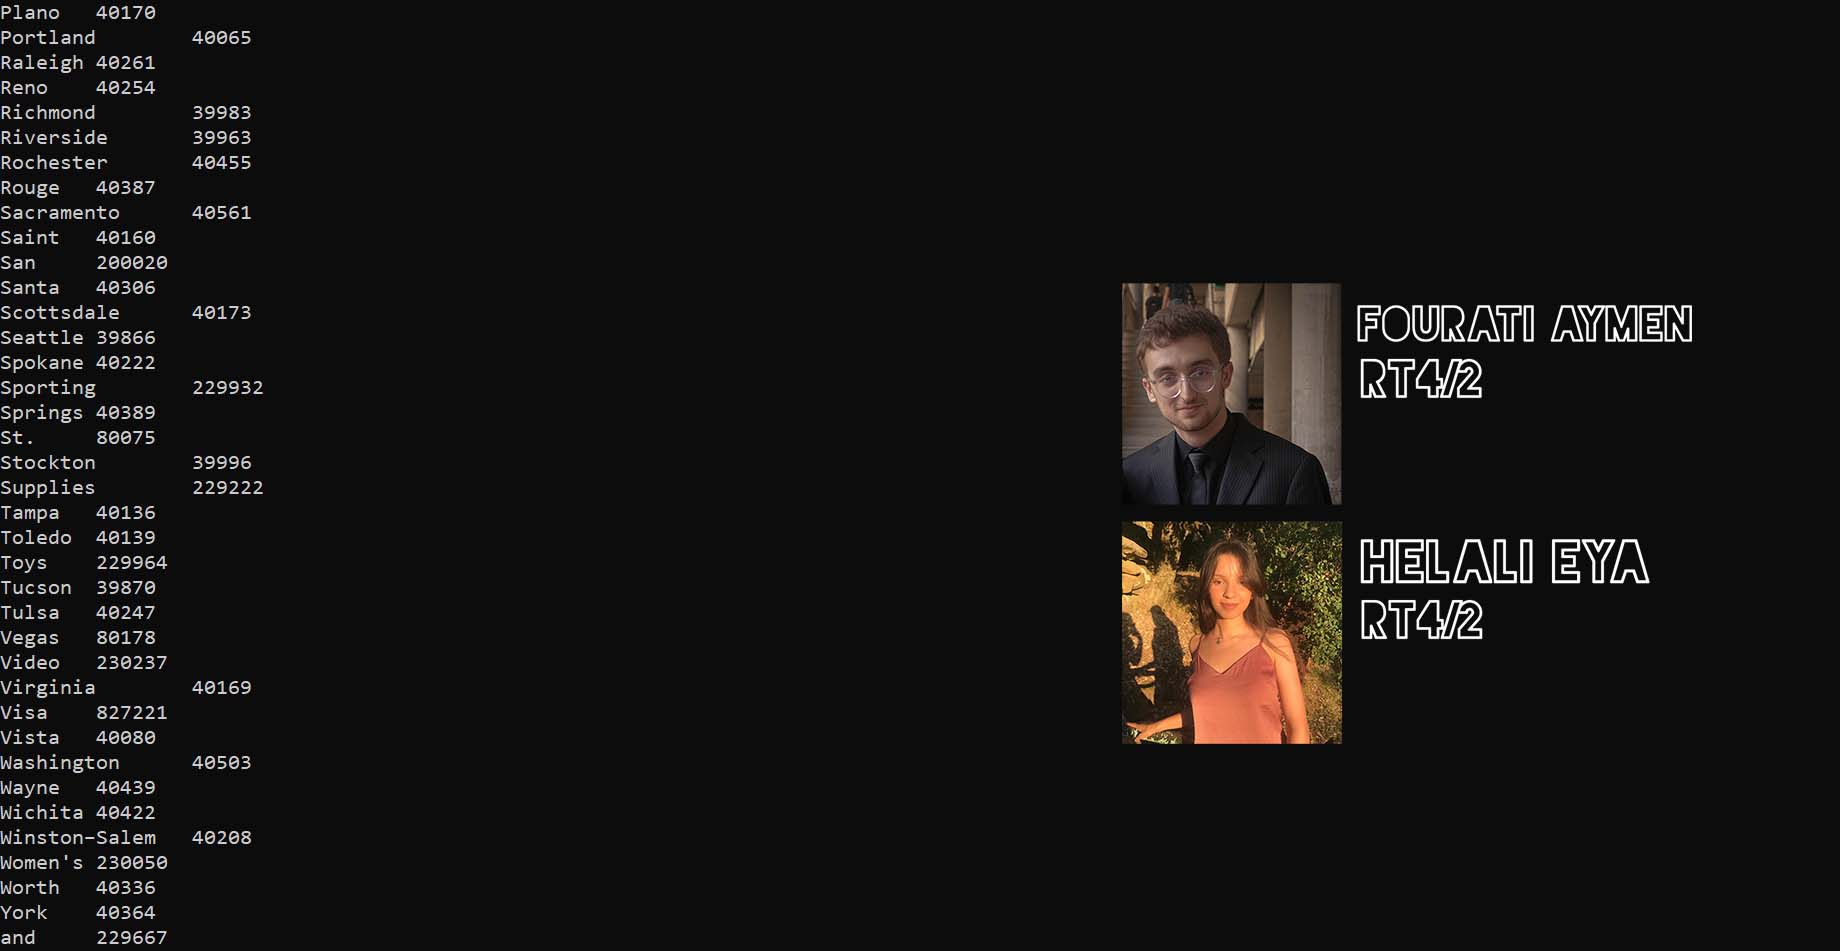 Plano 40170
Portland 40065
Raleigh 40261
Reno 40254
Richmond 39983
Riverside 39963
Rochester 40455
Rouge 40387
Sacramento 40561
Saint 40160
San 200020
Santa 40306
Scottsdale 40173
Seattle 39866
Spokane 40222
Sporting 229932
Springs 40389
St. 80075
Stockton 39996
Supplies 229222
Tampa 40136
Toledo 40139
Toys 229964
Tucson 39870
Tulsa 40247
Vegas 80178
Video 230237
Virginia 40169
Visa 827221
Vista 40080
Washington 40503
Wayne 40439
Wichita 40422
Winston–Salem 40208
Women's 230050
Worth 40336
York 40364
and 229667
FOURATI AYMEN
RT4/2
HELALI EYA
RT4/2